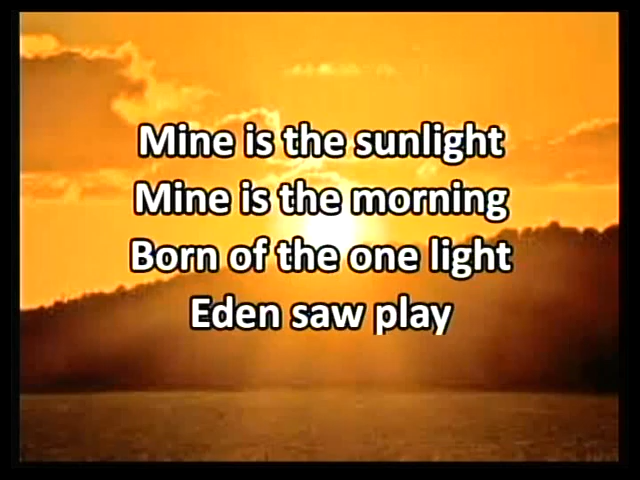 Mine is the sunlight
Mine is the morning
Born of the one light
Eden saw play